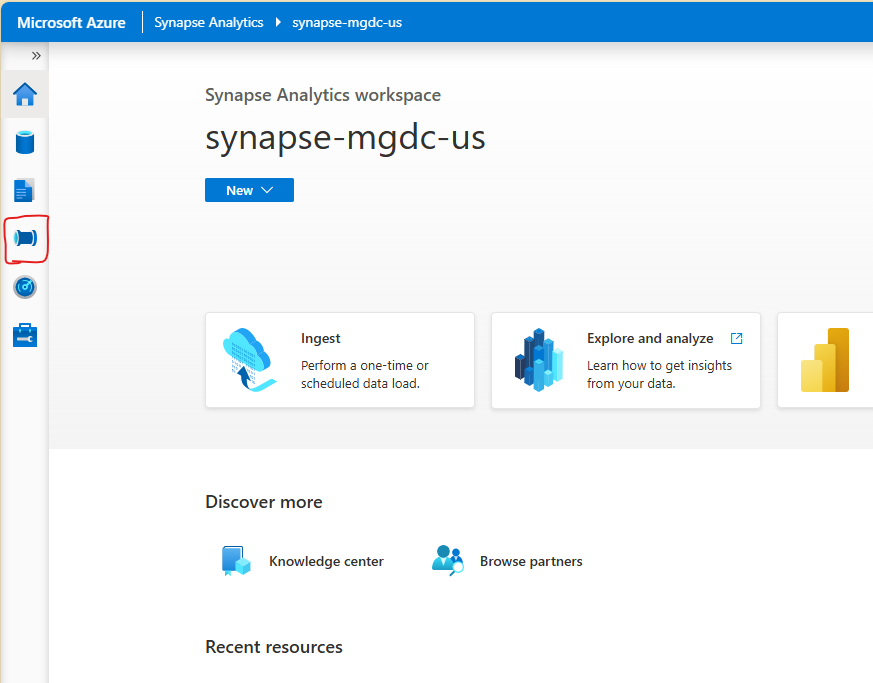 Microsoft Azure
Synapse Analytics
synapse-mgdc-us
Synapse Analytics workspace
synapse-mgdc-us
New
Ingest
Perform a one-time or
scheduled data load.
Explore and analyze
Learn how to get insights
from your data.
Discover more
Knowledge center
Browse partners
Recent resources